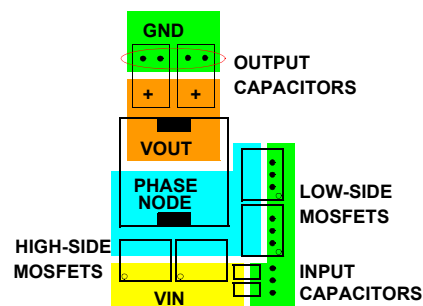 GND
OUTPUT
CAPACITORS
+ +
VOUT
PHASE
NODE
LOW-SIDE
MOSFETS
HIGH-SIDE
MOSFETS
INPUT
CAPACITORS
VIN